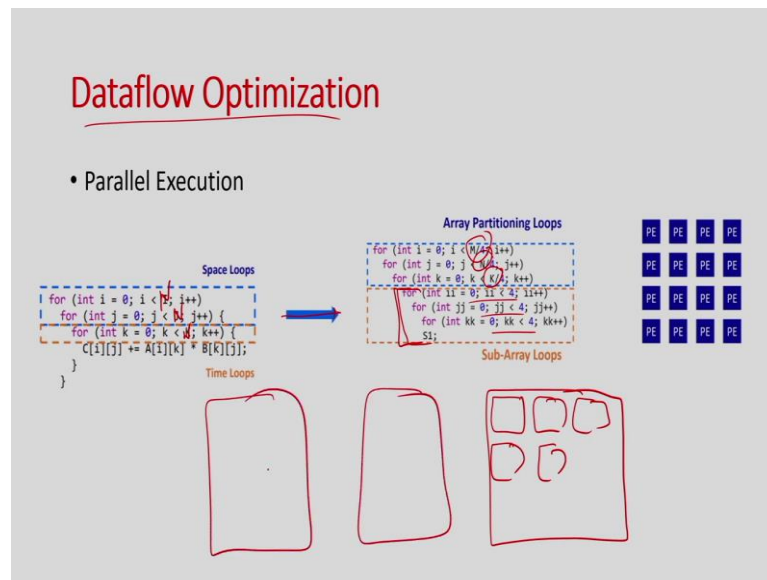 Dataflow Optimization
• Parallel Execution
Space Loops
for (int i = 0; i < ; i++)
for (int j = 0; j < ; j++) {
for (int k = 0; k < ; k++) {
C[i][j] += A[i][k] * B[k][j];
}
}
Time Loops
Array Partitioning Loops
for (int i = 0; i < M/4; i++)
for (int j = 0; j < N/4; j++)
for (int k = 0; k < K/4; k++)
for (int ii = 0; ii < 4; ii++)
for (int jj = 0; jj < 4; jj++)
for (int kk = 0; kk < 4; kk++)
S1;
Sub-Array Loops
PE PE PE PE
PE PE PE PE
PE PE PE PE
PE PE PE PE